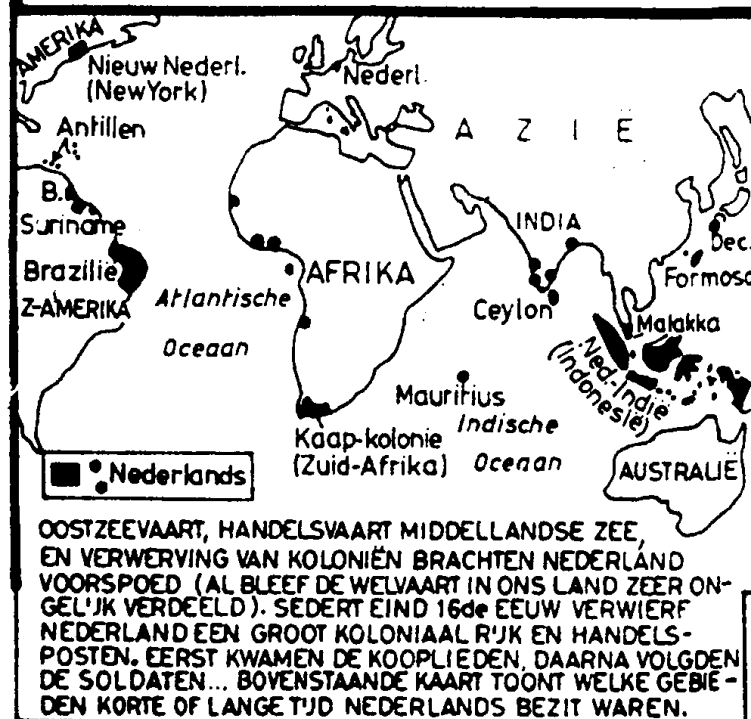 AMERIKA
Nieuw Nederl.
(NewYork)
Nederl.
AZIË
Antillen
B.
Suriname
Brazilië
Z-AMERIKA
Atlantische
Oceaan
AFRIKA
INDIA
Ceylon
Dec.
Formosa
Malakka
Ned.-Indië
(Indonesië)
Mauritius
Indische
Oceaan
Kaap-kolonie
(Zuid-Afrika)
AUSTRALIË
Nederlands
OOSTZEEVAART, HANDELSVAART MIDDELLANDSE ZEE,
EN VERWERVING VAN KOLONIËN BRACHTEN NEDERLAND
VOORSPOED (AL BLEEF DE WELVAART IN ONS LAND ZEER ON-
GELIJK VERDEELD). SEDERT EIND 16de EEUW VERWIERF
NEDERLAND EEN GROOT KOLONIAAL RIJK EN HANDELS-
POSTEN. EERST KWAMEN DE KOOPLIEDEN, DAARNA VOLGDEN
DE SOLDATEN... BOVENSTAANDE KAART TOONT WELKE GEBIE-
DEN KORTE OF LANGE TIJD NEDERLANDS BEZIT WAREN.